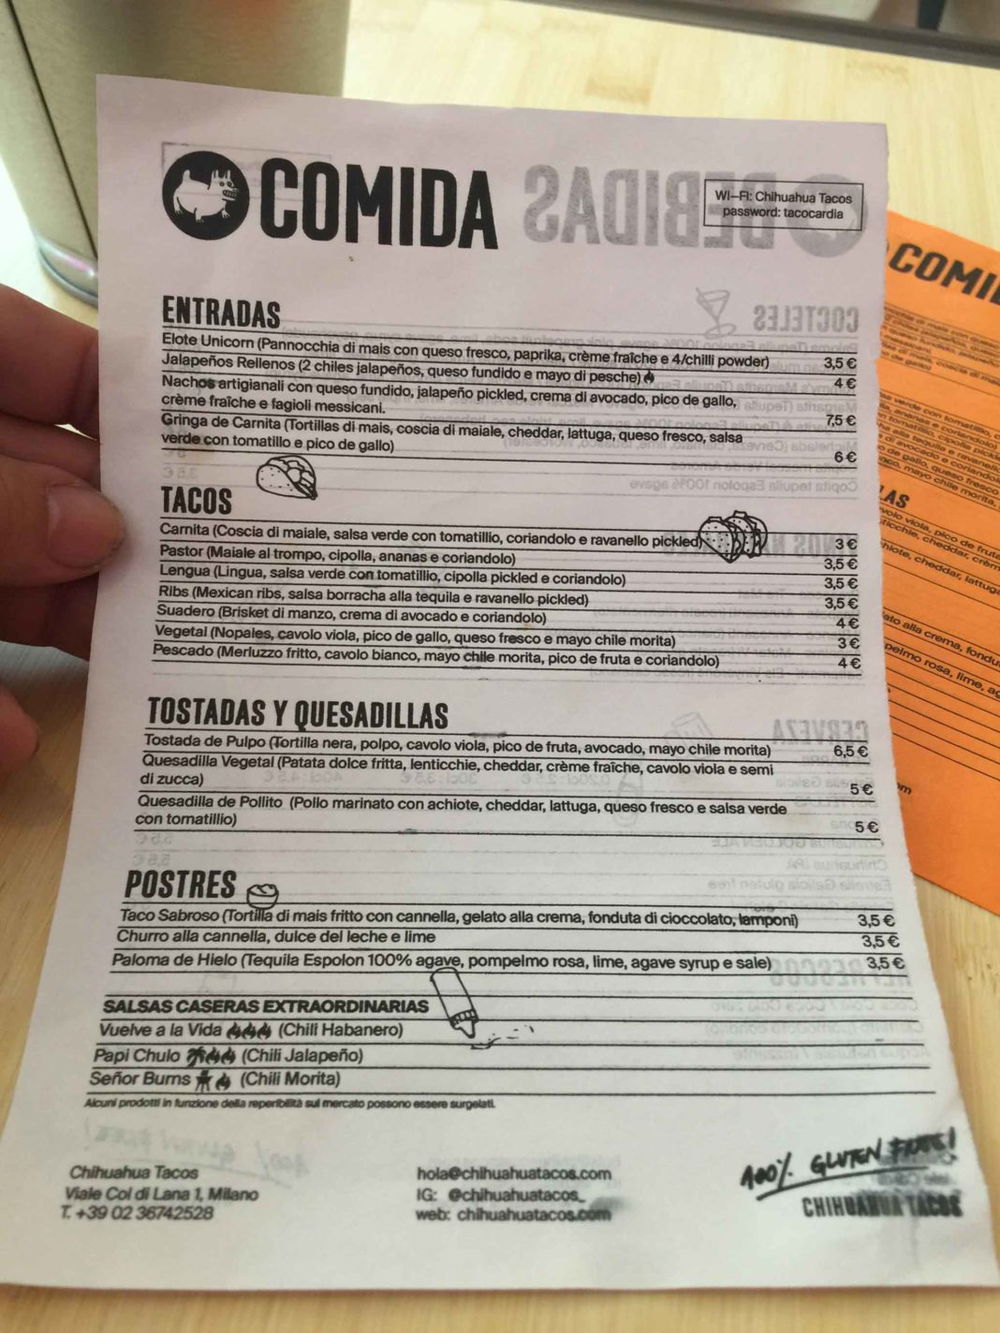 COMIDA
WI-FI: Chihuahua Tacos
password: tacocardia
ENTRADAS
Elote Unicorn (Pannocchia di mais con queso fresco, paprika, crème fraîche e 4/chilli powder) 3,5 €
Jalapeños Rellenos (2 chiles jalapeños, queso fundido e mayo di pesche) 4 €
Nachos artigianali con queso fundido, jalapeño pickled, crema di avocado, pico de gallo,
crème fraîche e fagioli messicani. 7,5 €
Gringa de Carnita (Tortillas di mais, coscia di maiale, cheddar, lattuga, queso fresco, salsa
verde con tomatillo e pico de gallo) 6 €
TACOS
Carnita (Coscia di maiale, salsa verde con tomatillio, coriandolo e ravanello pickled) 3 €
Pastor (Maiale al trompo, cipolla, ananas e coriandolo) 3,5 €
Lengua (Lingua, salsa verde con tomatillio, cipolla pickled e coriandolo) 3,5 €
Ribs (Mexican ribs, salsa borracha alla tequila e ravanello pickled) 3,5 €
Suadero (Brisket di manzo, crema di avocado e coriandolo) 4 €
Vegetal (Nopales, cavolo viola, pico de gallo, queso fresco e mayo chile morita) 3 €
Pescado (Merluzzo fritto, cavolo bianco, mayo chile morita, pico de fruta e coriandolo) 4 €
TOSTADAS Y QUESADILLAS
Tostada de Pulpo (Tortilla nera, polpo, cavolo viola, pico de fruta, avocado, mayo chile morita) 6,5 €
Quesadilla Vegetal (Patata dolce fritta, lenticchie, cheddar, crème fraîche, cavolo viola e semi
di zucca) 5 €
Quesadilla de Pollito (Pollo marinato con achiote, cheddar, lattuga, queso fresco e salsa verde
con tomatillio) 5 €
POSTRES
Taco Sabroso (Tortilla di mais fritto con cannella, gelato alla crema, fonduta di cioccolato, lamponi) 3,5 €
Churro alla cannella, dulce del leche e lime 3,5 €
Paloma de Hielo (Tequila Espolon 100% agave, pompelmo rosa, lime, agave syrup e sale) 3,5 €
SALSAS CASERAS EXTRAORDINARIAS
Vuelve a la Vida (Chili Habanero)
Papi Chulo (Chili Jalapeño)
Señor Burns (Chili Morita)
Alcuni prodotti in funzione della reperibilità sul mercato possono essere surgelati.
Chihuahua Tacos
Viale Col di Lana 1, Milano
T. +39 02 36742528
hola@chihuahuatacos.com
IG: @chihuahuatacos_
web: chihuahuatacos.com
100% GLUTEN FREE!
CHIHUAHUA TACOS